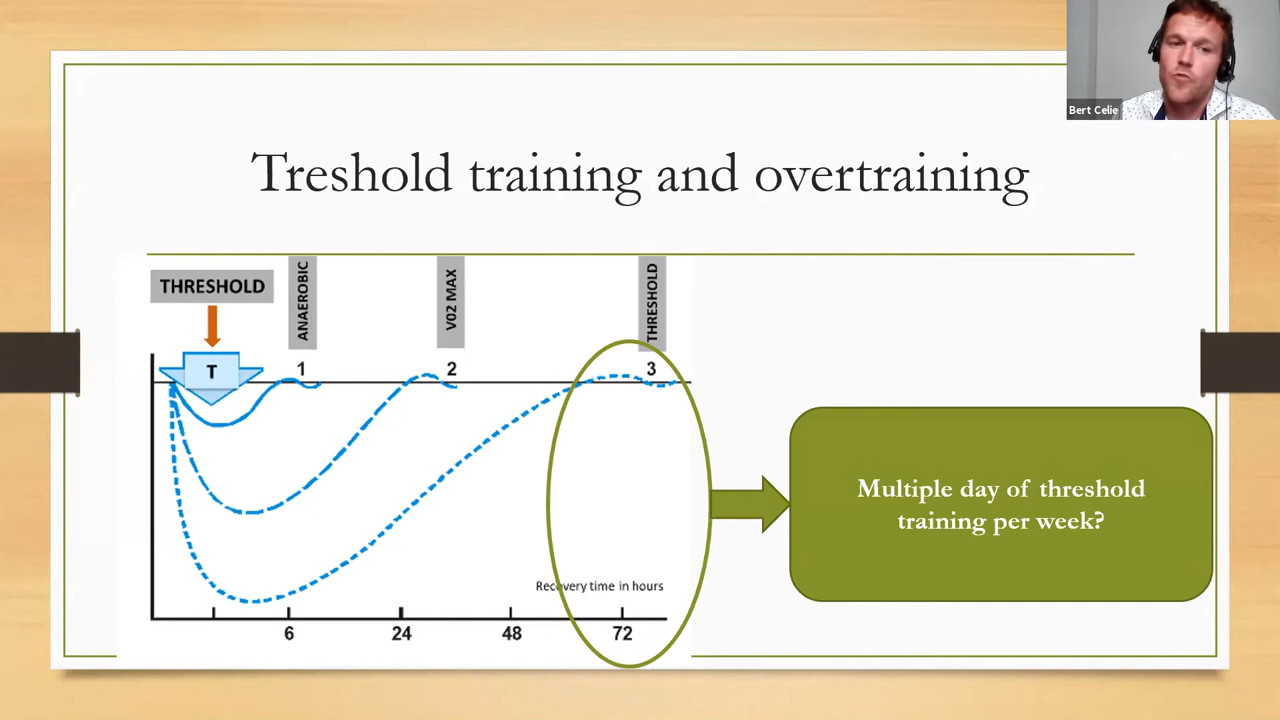 Bert Celie
Treshold training and overtraining
THRESHOLD
ANAEROBIC
V02 MAX
THRESHOLD
T
1
2
3
Multiple day of threshold
training per week?
Recovery time in hours
6
24
48
72